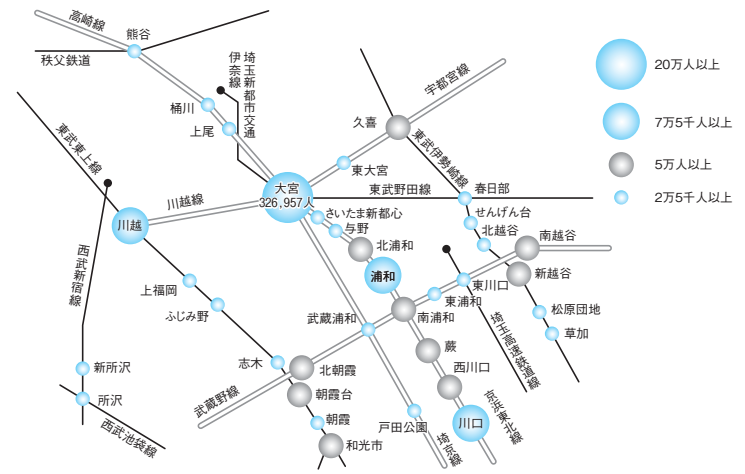 高崎線
熊谷
秩父鉄道
埼玉新都市交通
伊奈線
桶川
上尾
宇都宮線
久喜
東武伊勢崎線
東大宮
東武東上線
川越線
大宮
326,957人
東武野田線
春日部
さいたま新都心
与野
せんげん台
北越谷
南越谷
川越
北浦和
浦和
新越谷
西武新宿線
上福岡
ふじみ野
東川口
東浦和
南浦和
武蔵浦和
松原団地
草加
埼玉高速鉄道線
蕨
西川口
志木
北朝霞
新所沢
朝霞台
所沢
武蔵野線
朝霞
戸田公園
川口
京浜東北線
西武池袋線
和光市
埼京線
20万人以上
7万5千人以上
5万人以上
2万5千人以上